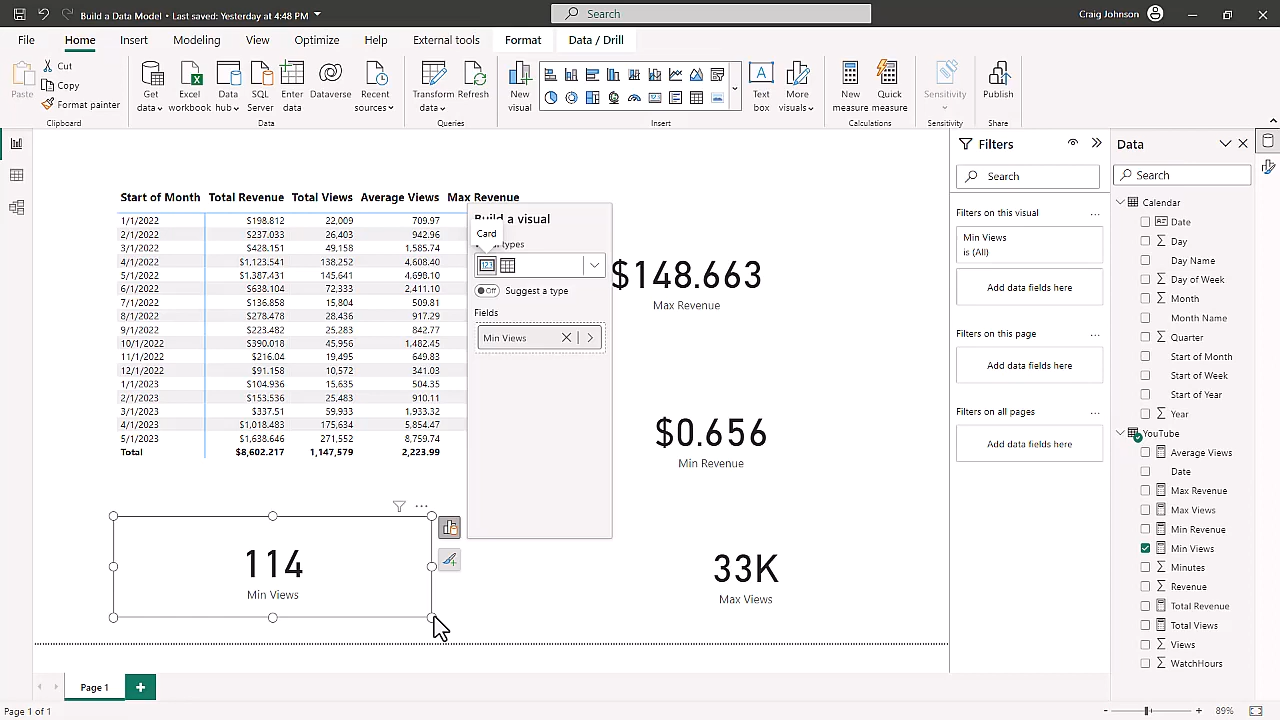 Build a Data Model • Last saved: Yesterday at 4:48 PM
Search
Craig Johnson
File Home Insert Modeling View Optimize Help External tools Format Data / Drill
Paste
Cut
Copy
Format painter
Clipboard
Get data
Excel workbook
Data hub
SQL Server
Enter data
Dataverse
Recent sources
Data
Transform data
Refresh
Queries
New visual
Text box
More visuals
Insert
New measure
Quick measure
Calculations
Sensitivity
Sensitivity
Publish
Share
Start of Month Total Revenue Total Views Average Views Max Revenue
1/1/2022 $198.812 22,009 709.97
2/1/2022 $237.033 26,403 942.96
3/1/2022 $428.151 49,158 1,585.74
4/1/2022 $1,123.541 138,252 4,608.40
5/1/2022 $1,387.431 145,641 4,698.10
6/1/2022 $638.104 72,333 2,411.10
7/1/2022 $136.858 15,804 509.81
8/1/2022 $278.478 28,436 917.29
9/1/2022 $223.482 25,283 842.77
10/1/2022 $390.018 45,956 1,482.45
11/1/2022 $216.04 19,495 649.83
12/1/2022 $91.158 10,572 341.03
1/1/2023 $104.936 15,635 504.35
2/1/2023 $153.536 25,483 910.11
3/1/2023 $337.51 59,933 1,933.32
4/1/2023 $1,018.483 175,634 5,854.47
5/1/2023 $1,638.646 271,552 8,759.74
Total $8,602.217 1,147,579 2,223.99
Build a visual
Card
types
123
Off Suggest a type
Fields
Min Views
$148.663
Max Revenue
$0.656
Min Revenue
114
Min Views
33K
Max Views
Filters
Search
Filters on this visual ...
Min Views
is (All)
Add data fields here
Filters on this page ...
Add data fields here
Filters on all pages ...
Add data fields here
Data
Search
Calendar
Date
Day
Day Name
Day of Week
Month
Month Name
Quarter
Start of Month
Start of Week
Start of Year
Year
YouTube
Average Views
Date
Max Revenue
Max Views
Min Revenue
Min Views
Minutes
Revenue
Total Revenue
Total Views
Views
WatchHours
Page 1
Page 1 of 1
89%